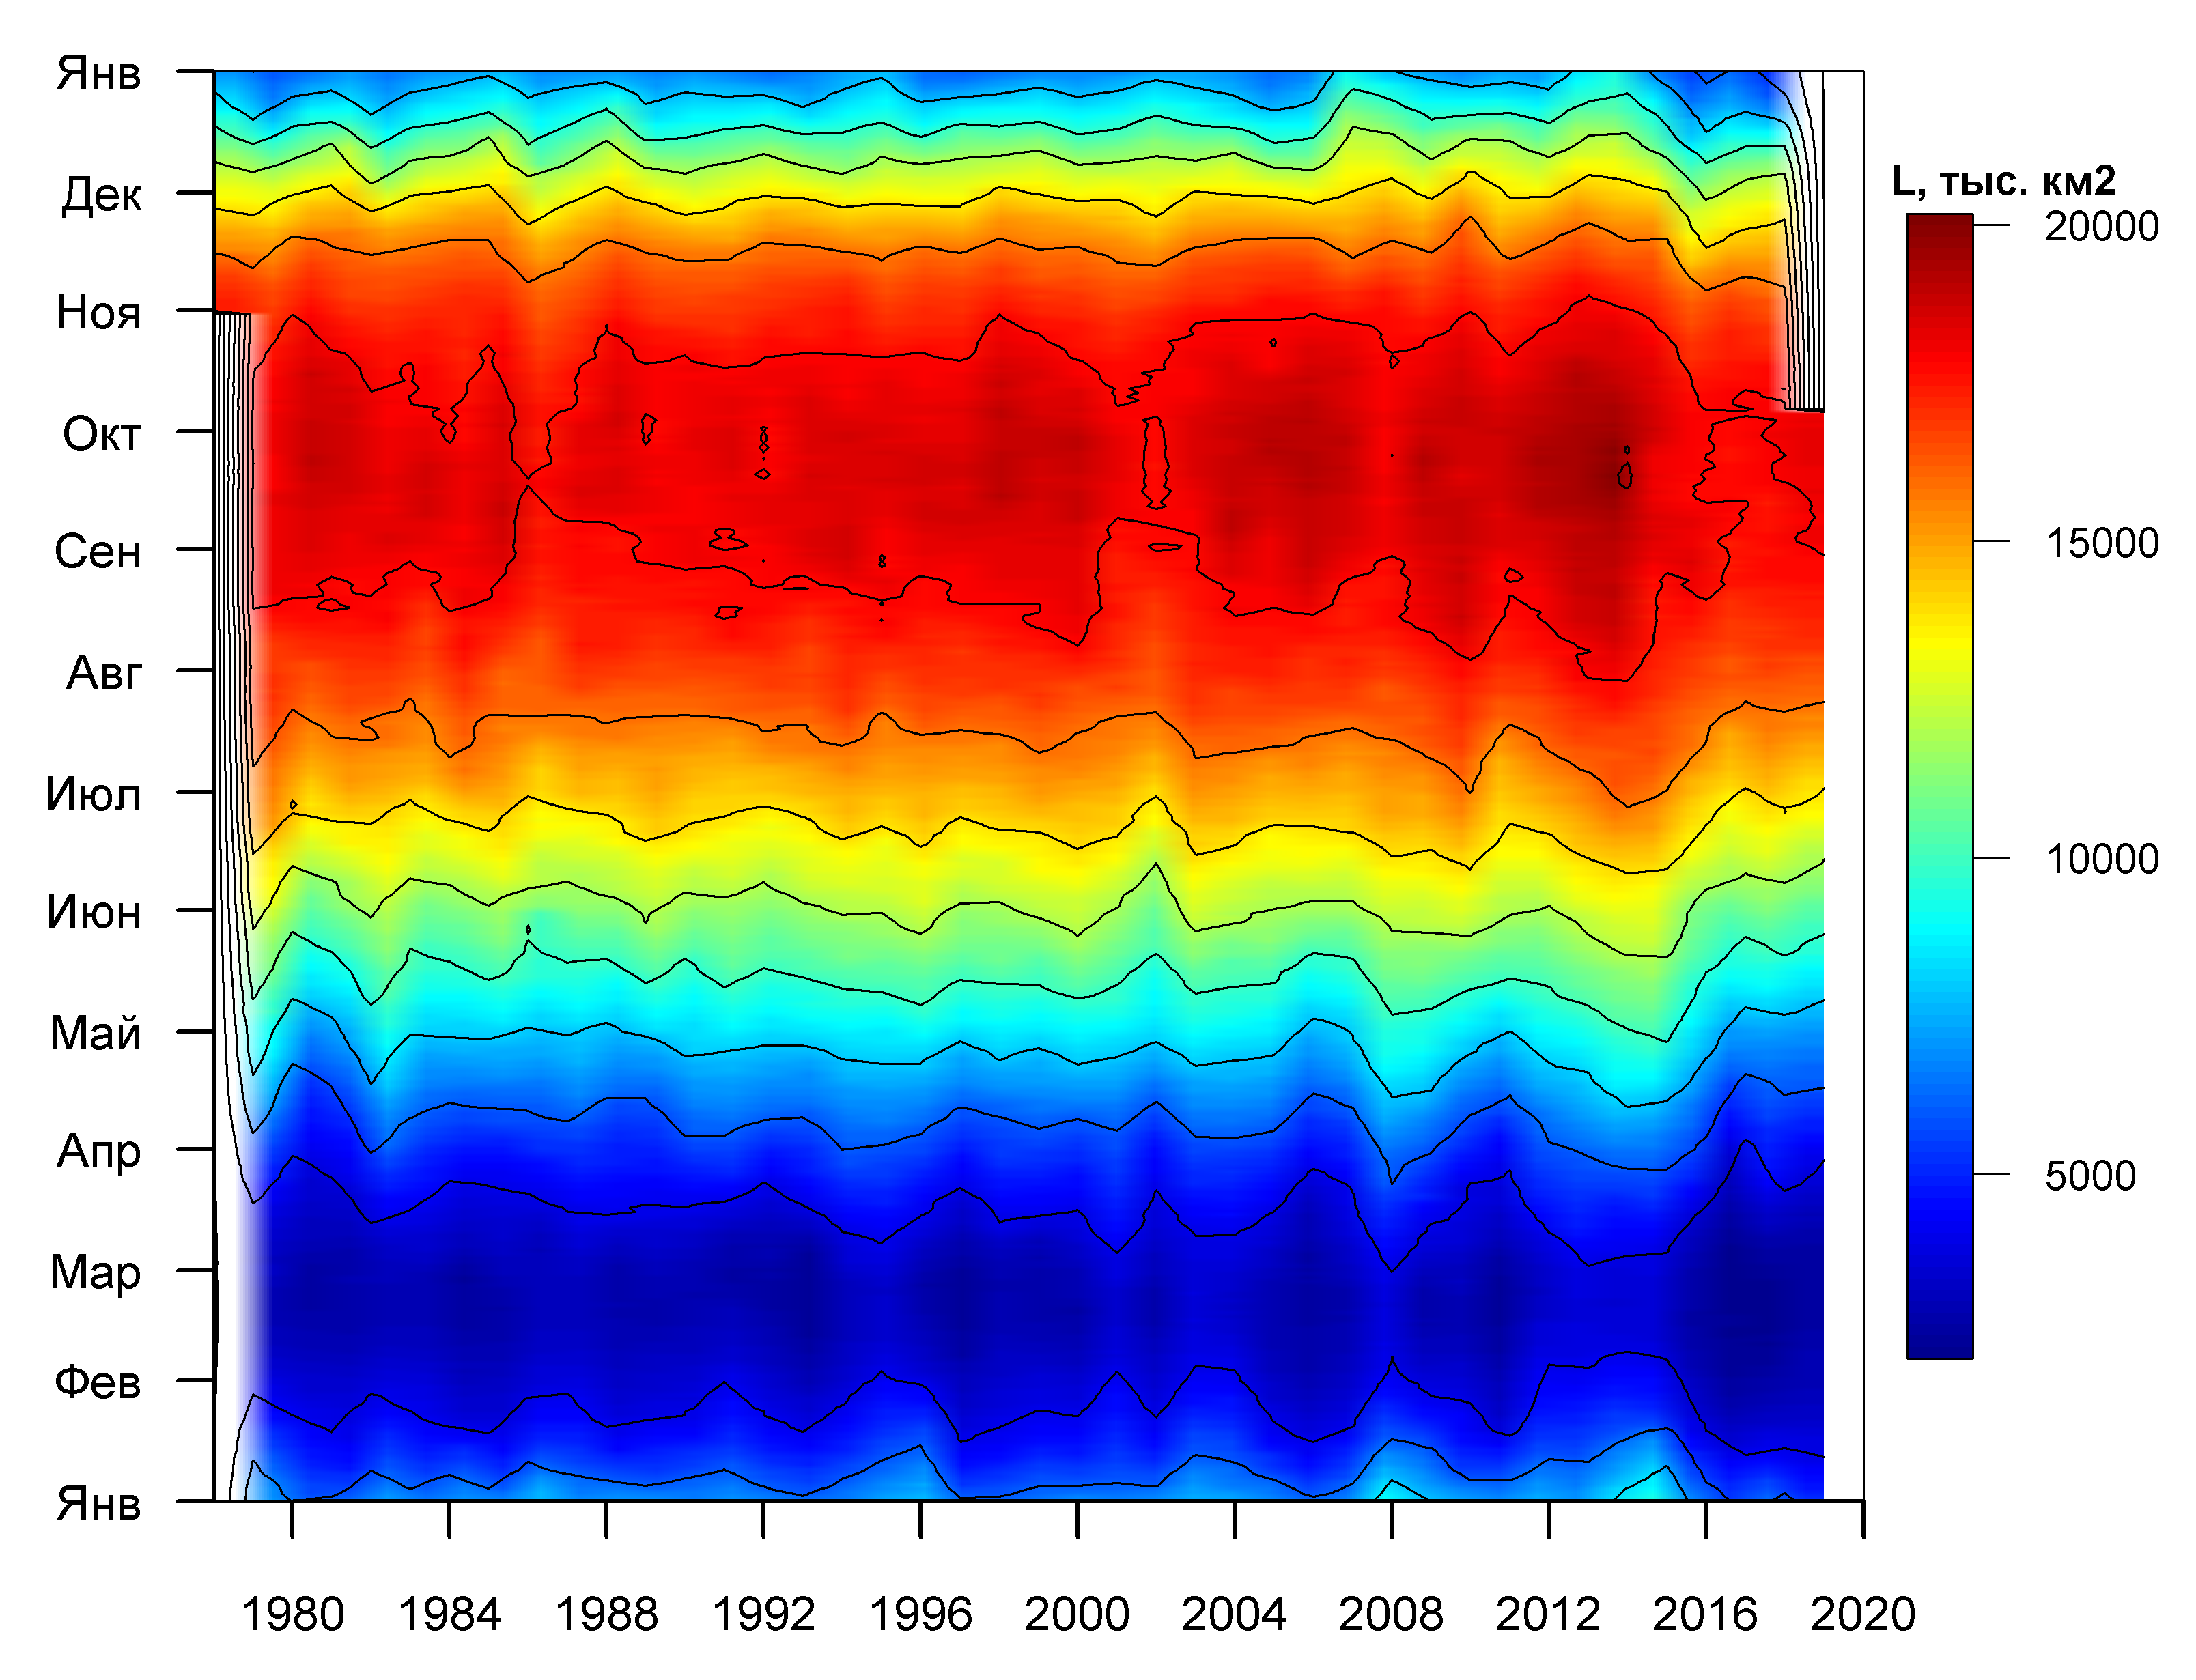 Янв
Дек
Ноя
Окт
Сен
Авг
Июл
Июн
Май
Апр
Мар
Фев
Янв
1980 1984 1988 1992 1996 2000 2004 2008 2012 2016 2020
L, тыс. км2
20000
15000
10000
5000